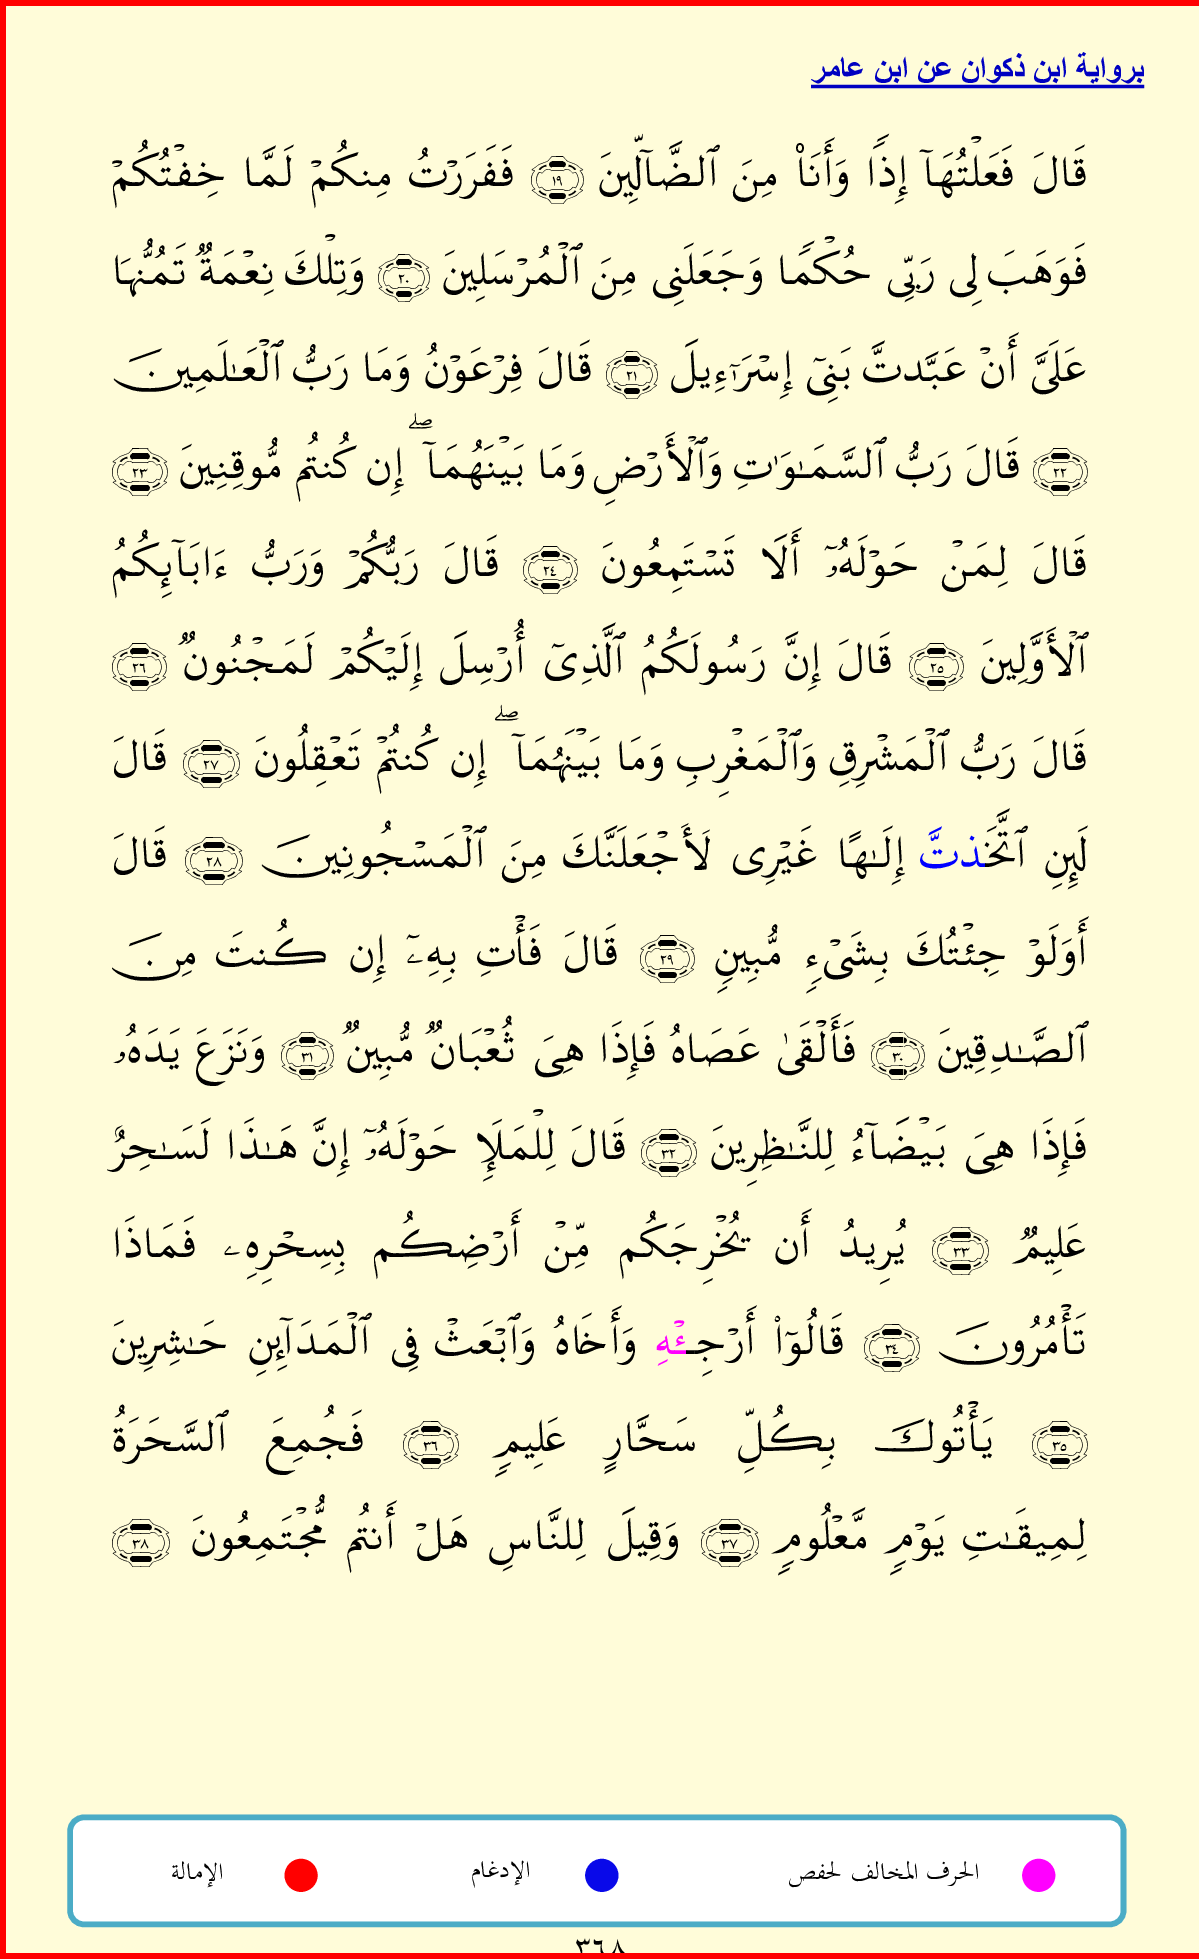 برواية ابن ذكوان عن ابن عامر
قَالَ فَعَلْتُهَآ إِذًا وَأَنَا۠ مِنَ ٱلضَّآلِّينَ ١٩ فَفَرَرْتُ مِنكُمْ لَمَّا خِفْتُكُمْ
فَوَهَبَ لِى رَبِّى حُكْمًا وَجَعَلَنِى مِنَ ٱلْمُرْسَلِينَ ٢٠ وَتِلْكَ نِعْمَةٌ تَمُنُّهَا
عَلَىَّ أَنْ عَبَّدتَّ بَنِىٓ إِسْرَٰٓءِيلَ ٢١ قَالَ فِرْعَوْنُ وَمَا رَبُّ ٱلْعَـٰلَمِينَ
٢٢ قَالَ رَبُّ ٱلسَّمَـٰوَٰتِ وَٱلْأَرْضِ وَمَا بَيْنَهُمَآ ۖ إِن كُنتُم مُّوقِنِينَ ٢٣
قَالَ لِمَنْ حَوْلَهُۥٓ أَلَا تَسْتَمِعُونَ ٢٤ قَالَ رَبُّكُمْ وَرَبُّ ءَابَآئِكُمُ
ٱلْأَوَّلِينَ ٢٥ قَالَ إِنَّ رَسُولَكُمُ ٱلَّذِىٓ أُرْسِلَ إِلَيْكُمْ لَمَجْنُونٌ ٢٦
قَالَ رَبُّ ٱلْمَشْرِقِ وَٱلْمَغْرِبِ وَمَا بَيْنَهُمَآ ۖ إِن كُنتُمْ تَعْقِلُونَ ٢٧ قَالَ
لَئِنِ ٱتَّخَذتَّ إِلَـٰهًا غَيْرِى لَأَجْعَلَنَّكَ مِنَ ٱلْمَسْجُونِينَ ٢٨ قَالَ
أَوَلَوْ جِئْتُكَ بِشَىْءٍ مُّبِينٍ ٢٩ قَالَ فَأْتِ بِهِۦٓ إِن كُنتَ مِنَ
ٱلصَّـٰدِقِينَ ٣٠ فَأَلْقَىٰ عَصَاهُ فَإِذَا هِىَ ثُعْبَانٌ مُّبِينٌ ٣١ وَنَزَعَ يَدَهُۥ
فَإِذَا هِىَ بَيْضَآءُ لِلنَّـٰظِرِينَ ٣٢ قَالَ لِلْمَلَإِ حَوْلَهُۥٓ إِنَّ هَـٰذَا لَسَـٰحِرٌ
عَلِيمٌ ٣٣ يُرِيدُ أَن يُخْرِجَكُم مِّنْ أَرْضِكُم بِسِحْرِهِۦ فَمَاذَا
تَأْمُرُونَ ٣٤ قَالُوٓا۟ أَرْجِـئْهِ وَأَخَاهُ وَٱبْعَثْ فِى ٱلْمَدَآئِنِ حَـٰشِرِينَ
٣٥ يَأْتُوكَ بِكُلِّ سَحَّارٍ عَلِيمٍ ٣٦ فَجُمِعَ ٱلسَّحَرَةُ
لِمِيقَـٰتِ يَوْمٍ مَّعْلُومٍ ٣٧ وَقِيلَ لِلنَّاسِ هَلْ أَنتُم مُّجْتَمِعُونَ ٣٨
الحرف المخالف لحفص الإدغام الإمالة
٣٦٨